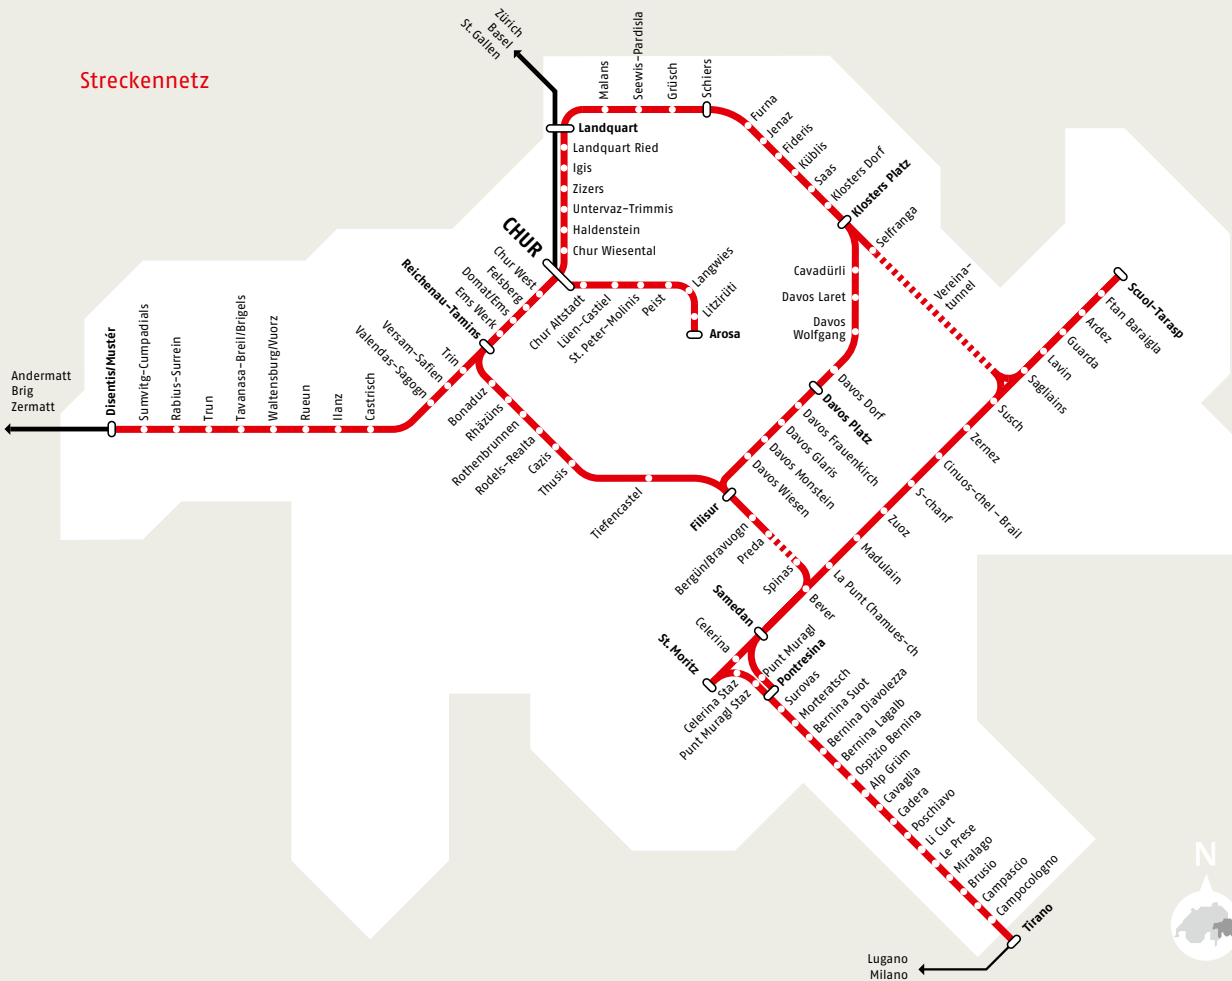 Streckennetz
Zürich
Basel
St. Gallen
Malans
Seewis-Pardisla
Grüsch
Schiers
Furna
Jenaz
Fideris
Küblis
Saas
Klosters Dorf
Klosters Platz
Selfranga
Vereina-
tunnel
Landquart
Landquart Ried
Igis
Zizers
Untervaz-Trimmis
Haldenstein
Chur Wiesental
CHUR
Chur West
Felsberg
Domat/Ems
Ems Werk
Reichenau-Tamins
Chur Altstadt
Lüen-Castiel
St. Peter-Molinis
Peist
Langwies
Litzirüti
Arosa
Cavadürli
Davos Laret
Davos
Wolfgang
Davos Dorf
Davos Platz
Davos Frauenkirch
Davos Glaris
Davos Monstein
Davos Wiesen
Filisur
Scuol-Tarasp
Ftan Baraigla
Ardez
Guarda
Lavin
Sagliains
Susch
Zernez
Cinuos-chel – Brail
S-chanf
Zuoz
Madulain
La Punt Chamues-ch
Bever
Andermatt
Brig
Zermatt
Disentis/Mustér
Sumvitg-Cumpadials
Rabius-Surrein
Trun
Tavanasa-Breil/Brigels
Waltensburg/Vuorz
Rueun
Ilanz
Castrisch
Valendas-Sagogn
Versam-Safien
Trin
Bonaduz
Rhäzüns
Rothenbrunnen
Rodels-Realta
Cazis
Thusis
Tiefencastel
Bergün/Bravuogn
Preda
Spinas
Samedan
Celerina
St. Moritz
Celerina Staz
Punt Muragl Staz
Punt Muragl
Pontresina
Surovas
Morteratsch
Bernina Suot
Bernina Diavolezza
Bernina Lagalb
Ospizio Bernina
Alp Grüm
Cavaglia
Cadera
Poschiavo
Li Curt
Le Prese
Miralago
Brusio
Campascio
Campocologno
Tirano
Lugano
Milano
N